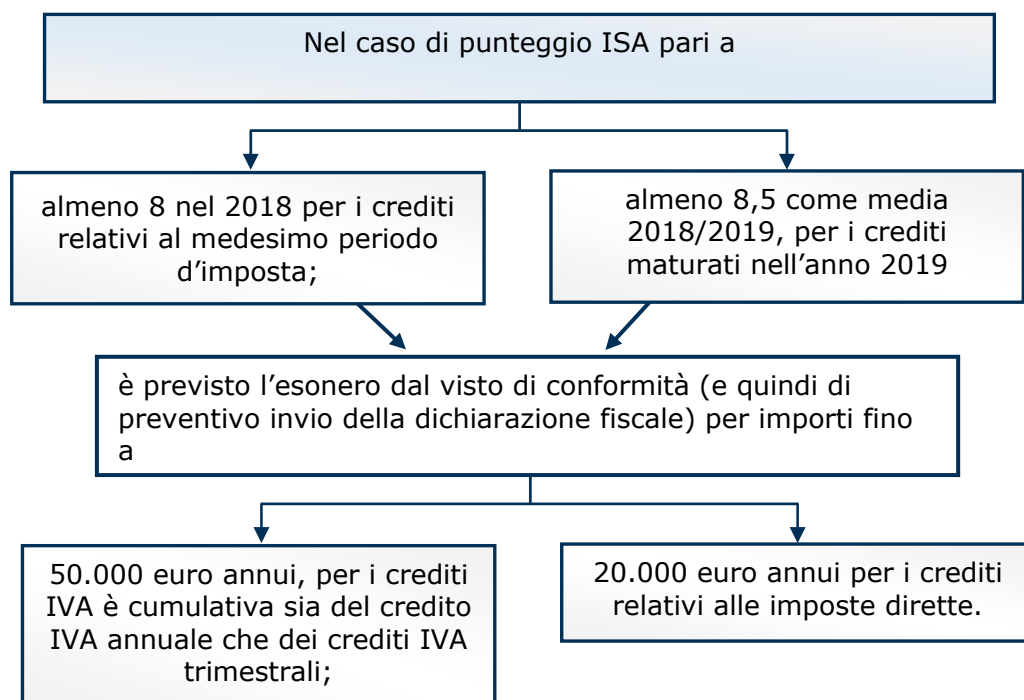 Nel caso di punteggio ISA pari a
almeno 8 nel 2018 per i crediti
relativi al medesimo periodo
d’imposta;
almeno 8,5 come media
2018/2019, per i crediti
maturati nell’anno 2019
è previsto l’esonero dal visto di conformità (e quindi di
preventivo invio della dichiarazione fiscale) per importi fino
a
50.000 euro annui, per i crediti
IVA è cumulativa sia del credito
IVA annuale che dei crediti IVA
trimestrali;
20.000 euro annui per i crediti
relativi alle imposte dirette.